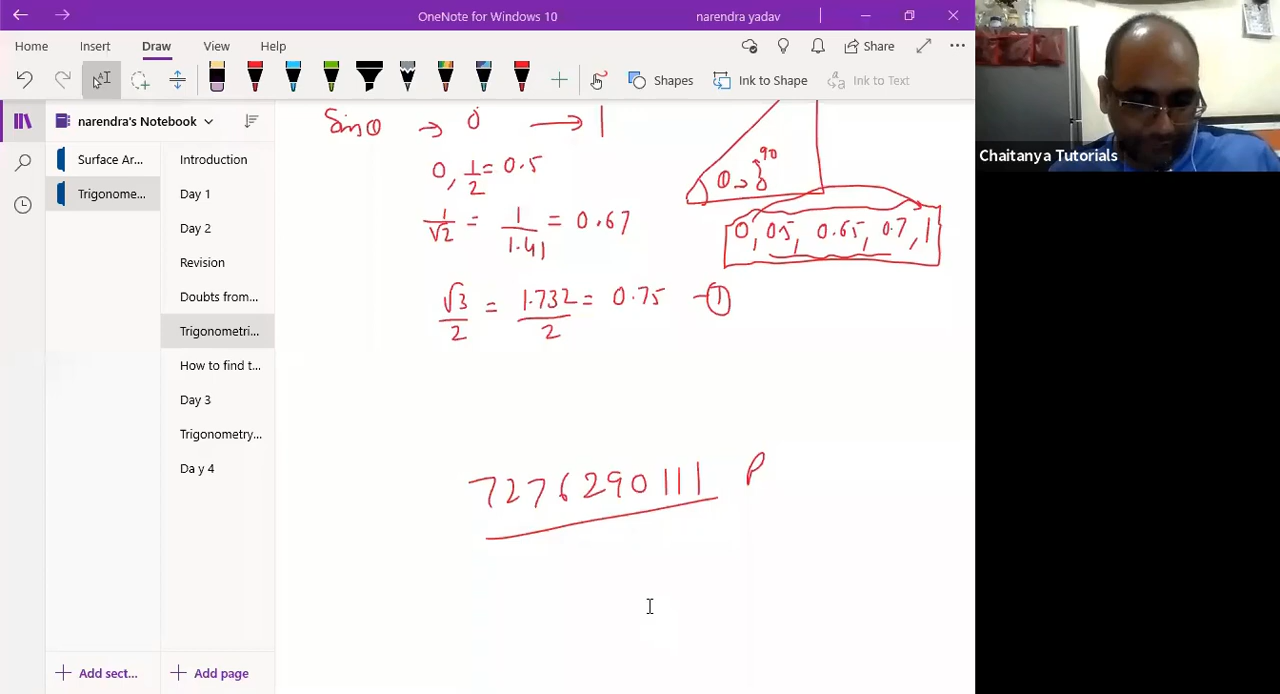 OneNote for Windows 10
narendra yadav
Home Insert Draw View Help
Share
Shapes Ink to Shape Ink to Text
narendra's Notebook
Surface Ar...
Trigonome...
Introduction
Day 1
Day 2
Revision
Doubts from...
Trigonometri...
How to find t...
Day 3
Trigonometry...
Da y 4
Add sect...
Add page
Sinθ → 0 → 1
0, 1/2 = 0.5
1/√2 = 1/1.41 = 0.67
√3/2 = 1.732/2 = 0.75 – ①
90
θ → 0
0, 05, 0.65, 0.7, 1
7276290111 P
Chaitanya Tutorials